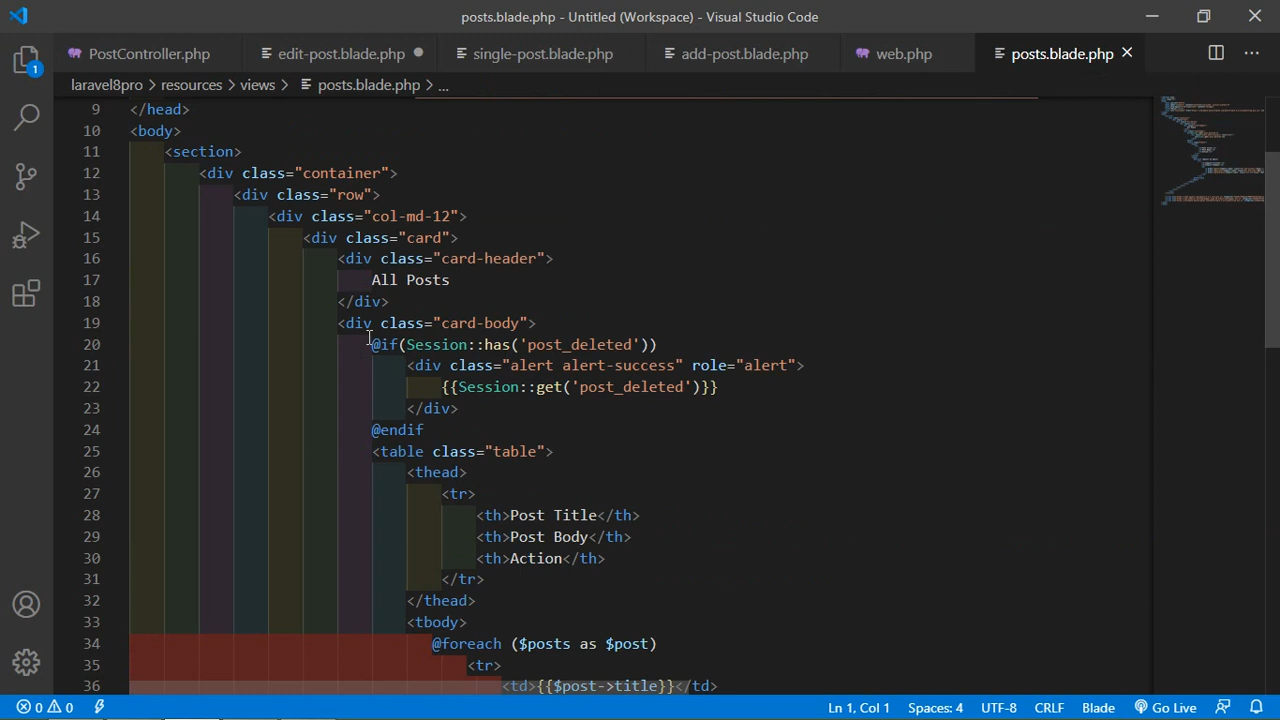 posts.blade.php - Untitled (Workspace) - Visual Studio Code
PostController.php edit-post.blade.php single-post.blade.php add-post.blade.php web.php posts.blade.php
1
laravel8pro > resources > views > posts.blade.php > ...
9 </head>
10 <body>
11 <section>
12 <div class="container">
13 <div class="row">
14 <div class="col-md-12">
15 <div class="card">
16 <div class="card-header">
17 All Posts
18 </div>
19 <div class="card-body">
20 @if(Session::has('post_deleted'))
21 <div class="alert alert-success" role="alert">
22 {{Session::get('post_deleted')}}
23 </div>
24 @endif
25 <table class="table">
26 <thead>
27 <tr>
28 <th>Post Title</th>
29 <th>Post Body</th>
30 <th>Action</th>
31 </tr>
32 </thead>
33 <tbody>
34 @foreach ($posts as $post)
35 <tr>
36 <td>{{$post->title}}</td>
0 0 Ln 1, Col 1 Spaces: 4 UTF-8 CRLF Blade Go Live